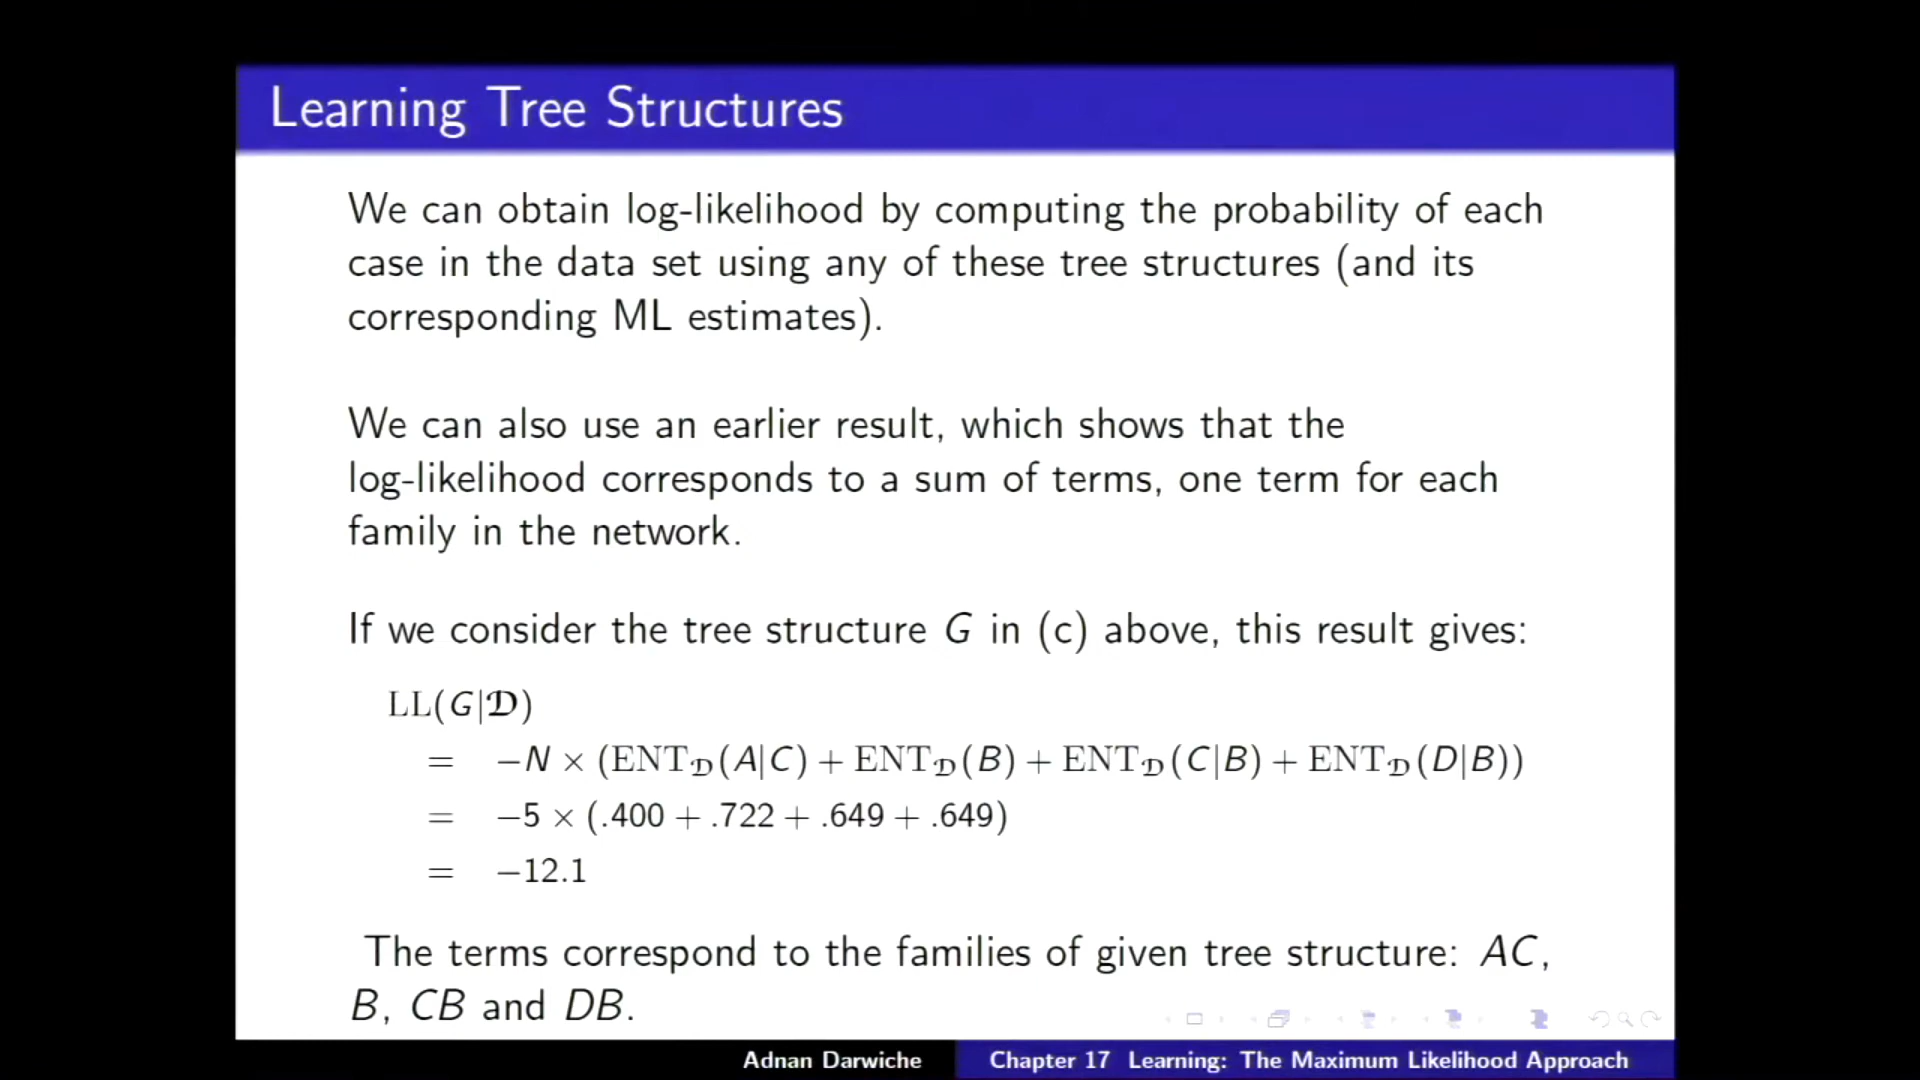 Learning Tree Structures
We can obtain log-likelihood by computing the probability of each
case in the data set using any of these tree structures (and its
corresponding ML estimates).
We can also use an earlier result, which shows that the
log-likelihood corresponds to a sum of terms, one term for each
family in the network.
If we consider the tree structure G in (c) above, this result gives:
LL(G|𝔇)
= −N × (ENT𝒟(A|C) + ENT𝒟(B) + ENT𝒟(C|B) + ENT𝒟(D|B))
= −5 × (.400 + .722 + .649 + .649)
= −12.1
The terms correspond to the families of given tree structure: AC,
B, CB and DB.
Adnan Darwiche Chapter 17 Learning: The Maximum Likelihood Approach